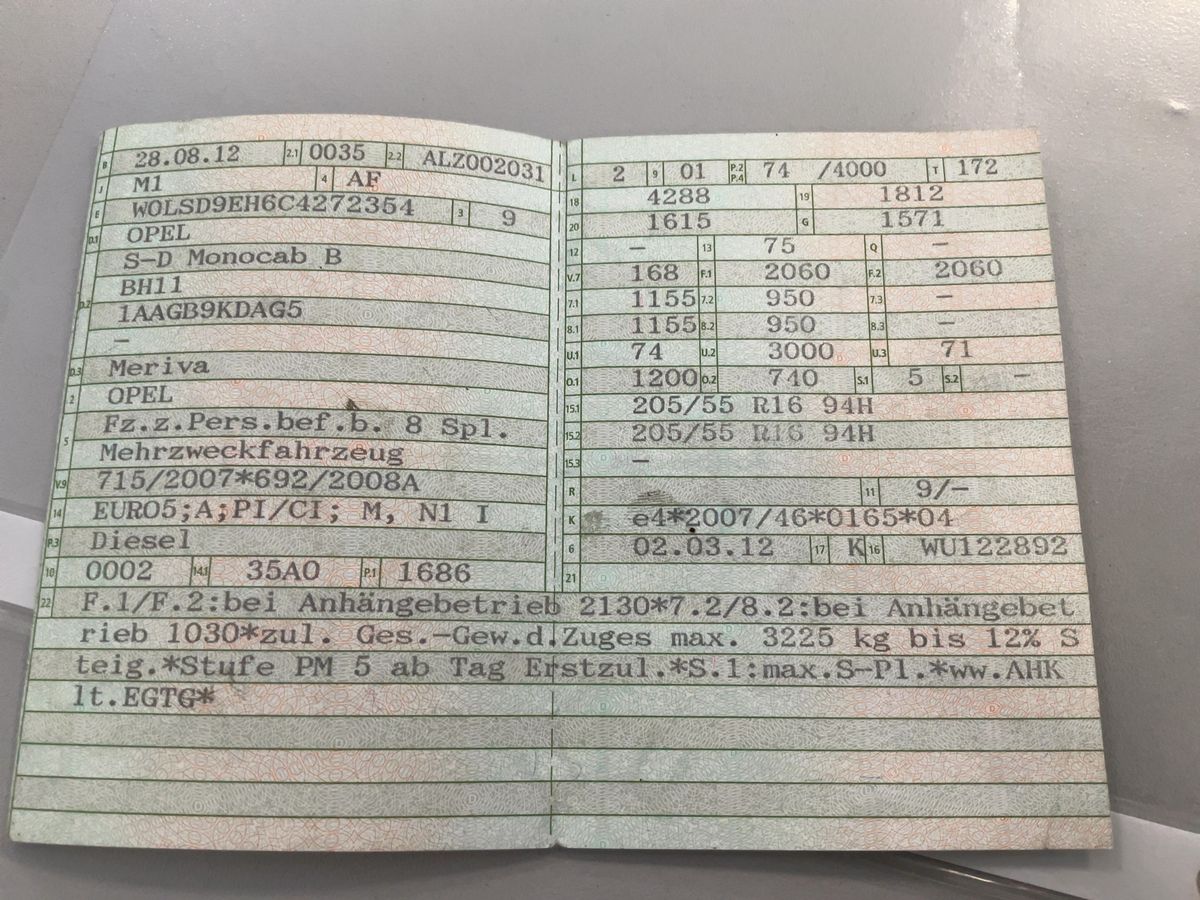 B 28.08.12 2.1 0035 2.2 ALZ002031
J M1 4 AF
E W0LSD9EH6C4272354 3 9
D.1 OPEL
D.2 S-D Monocab B
BH11
1AAGB9KDAG5
–
D.3 Meriva
2 OPEL
5 Fz.z.Pers.bef.b. 8 Spl.
Mehrzweckfahrzeug
V.9 715/2007*692/2008A
14 EURO5;A;PI/CI; M, N1 I
P.3 Diesel
10 0002 14.1 35A0 P.1 1686
L 2 9 01 P.2 P.4 74 /4000 T 172
18 4288 19 1812
20 1615 G 1571
12 – 13 75 Q –
V.7 168 F.1 2060 F.2 2060
7.1 1155 7.2 950 7.3 –
8.1 1155 8.2 950 8.3 –
U.1 74 U.2 3000 U.3 71
O.1 1200 O.2 740 S.1 5 S.2 –
15.1 205/55 R16 94H
15.2 205/55 R16 94H
15.3 –
R 11 9/–
K e4*2007/46*0165*04
6 02.03.12 17 K 16 WU122892
21
22 F.1/F.2:bei Anhängebetrieb 2130*7.2/8.2:bei Anhängebet
rieb 1030*zul. Ges.-Gew.d.Zuges max. 3225 kg bis 12% S
teig.*Stufe PM 5 ab Tag Erstzul.*S.1:max.S-Pl.*ww.AHK
lt.EGTG*